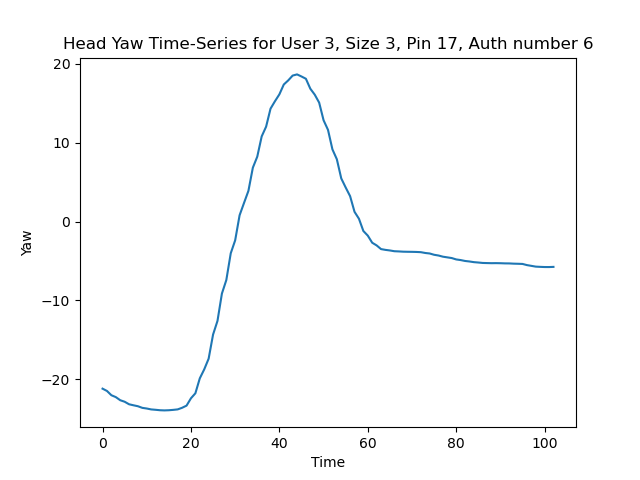 Head Yaw Time-Series for User 3, Size 3, Pin 17, Auth number 6
20
10
0
−10
−20
Yaw
0 20 40 60 80 100
Time